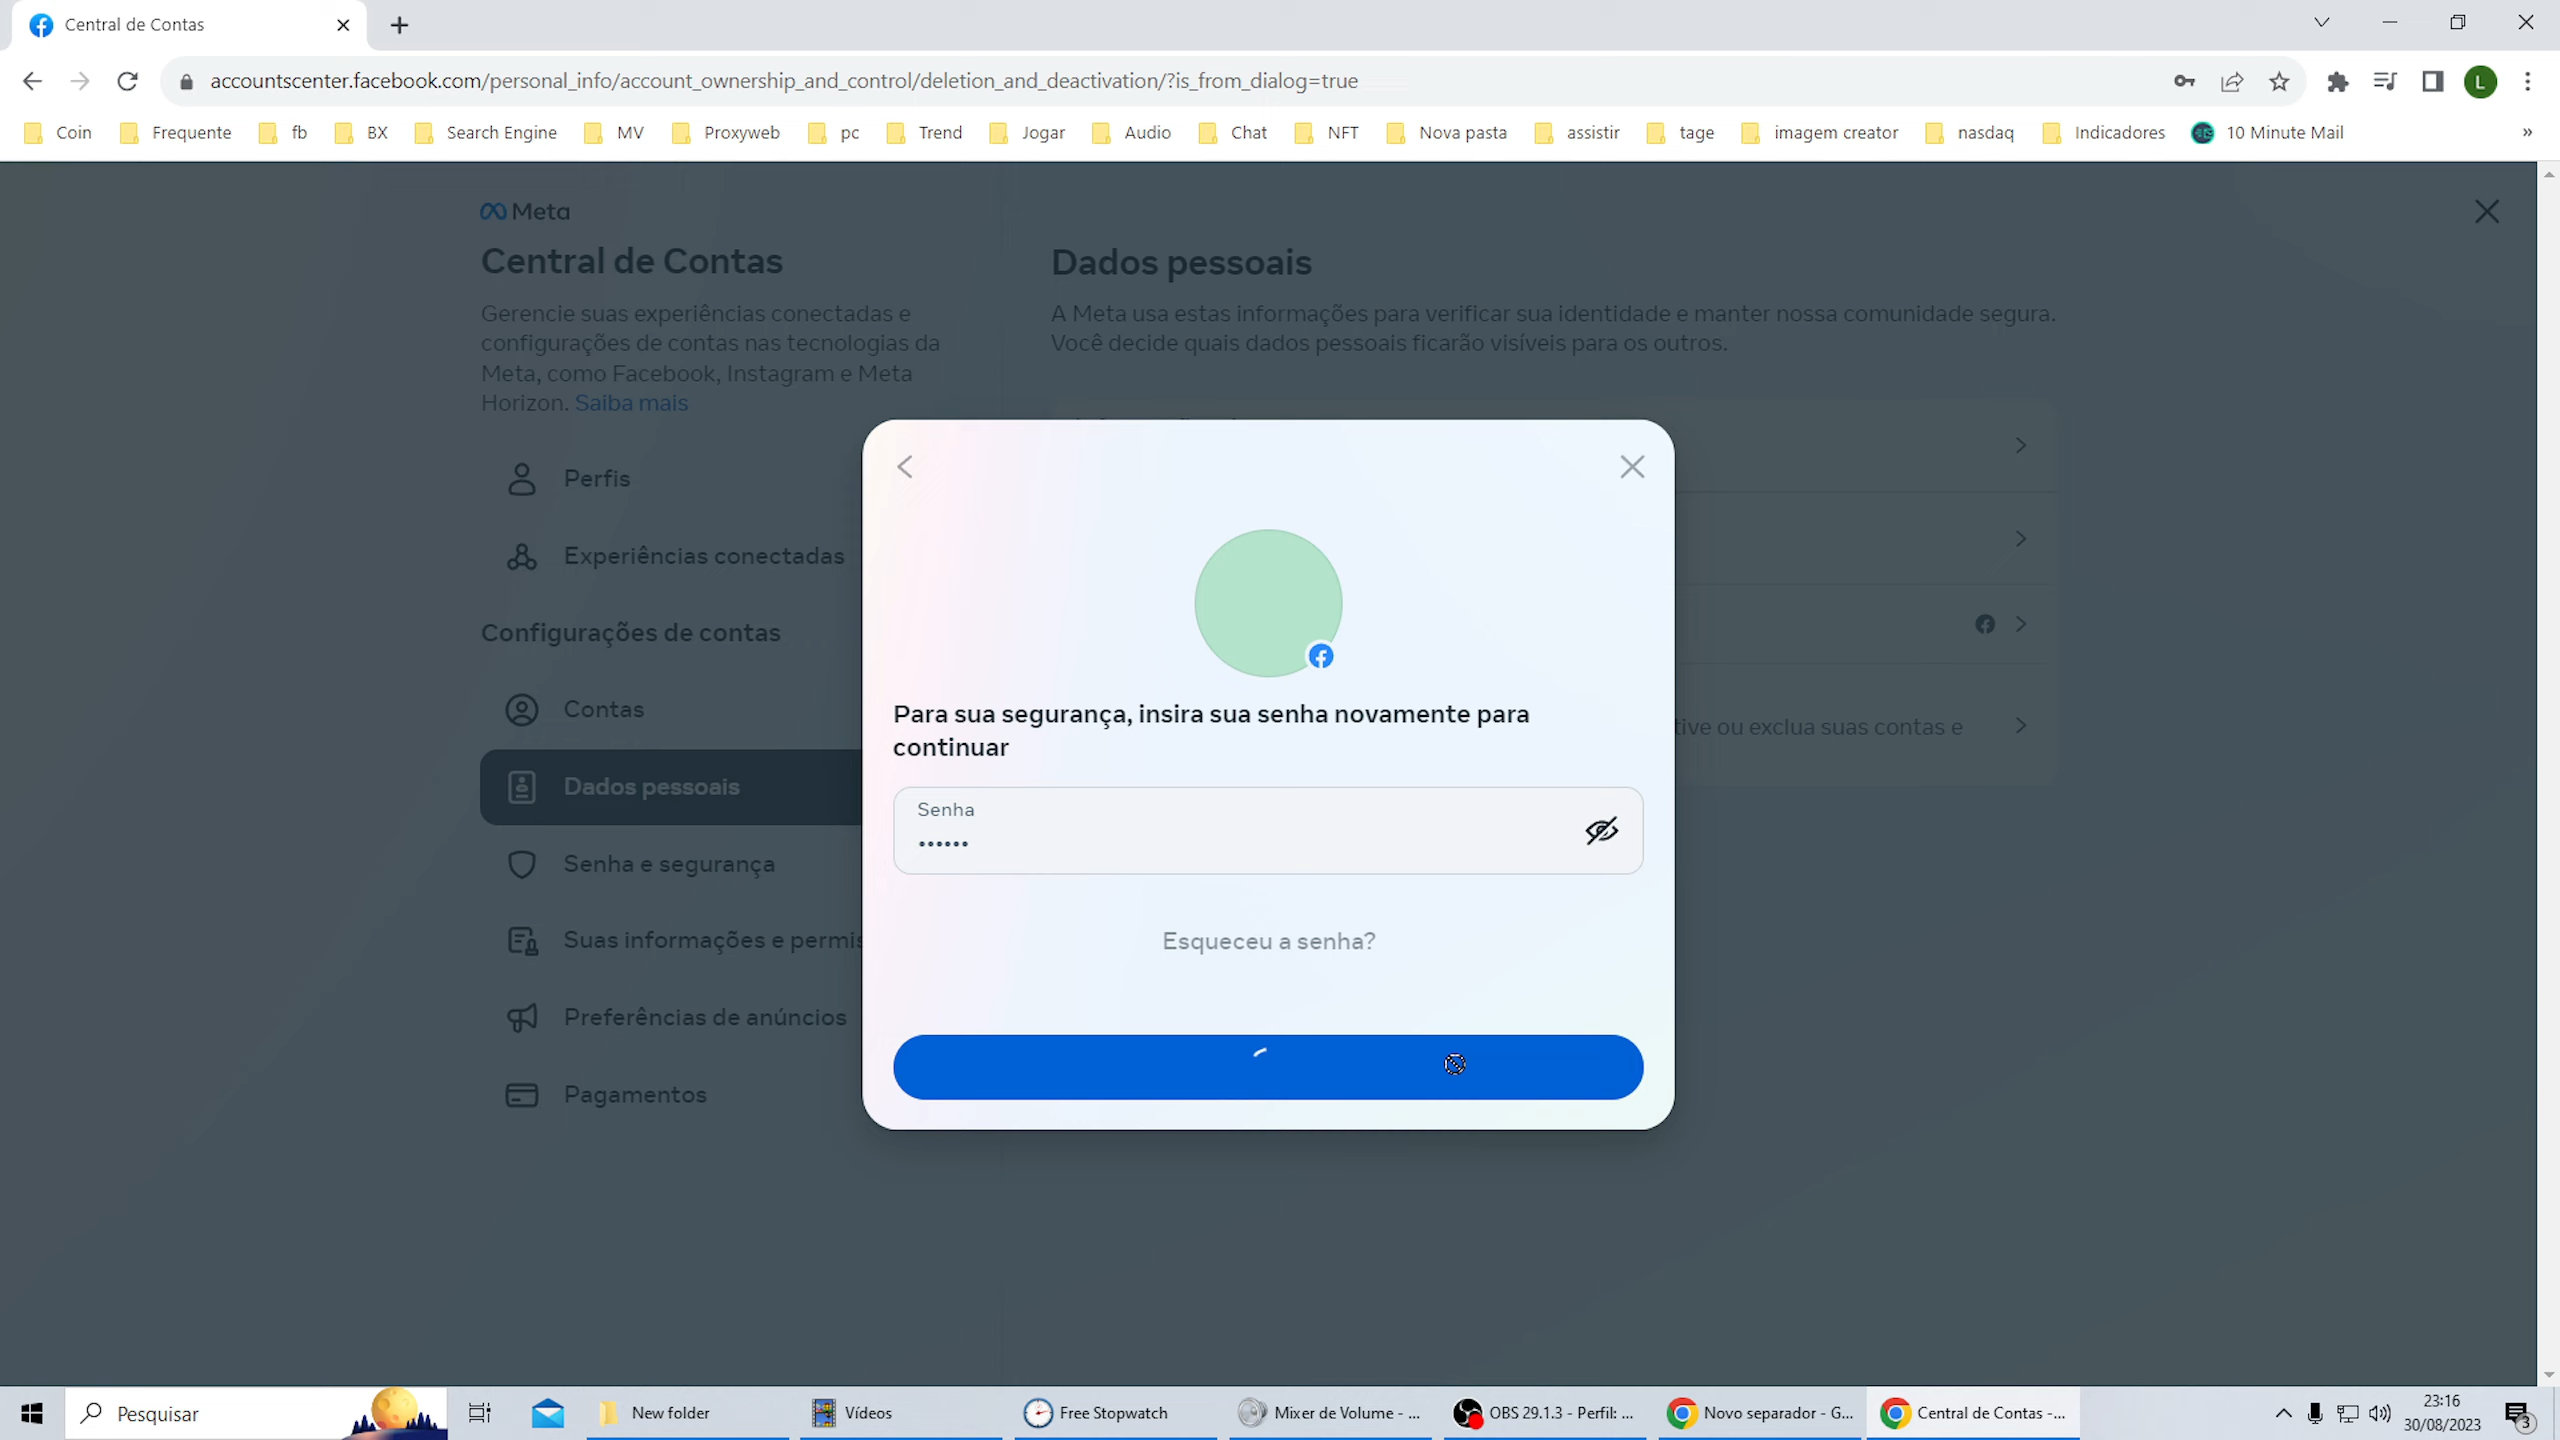 Central de Contas
accountscenter.facebook.com/personal_info/account_ownership_and_control/deletion_and_deactivation/?is_from_dialog=true
L
Coin Frequente fb BX Search Engine MV Proxyweb pc Trend Jogar Audio Chat NFT Nova pasta assistir tage imagem creator nasdaq Indicadores 10 Minute Mail »
Meta
Central de Contas
Gerencie suas experiências conectadas e
configurações de contas nas tecnologias da
Meta, como Facebook, Instagram e Meta
Horizon. Saiba mais
Perfis
Experiências conectadas
Configurações de contas
Contas
Dados pessoais
Senha e segurança
Suas informações e permis
Preferências de anúncios
Pagamentos
Dados pessoais
A Meta usa estas informações para verificar sua identidade e manter nossa comunidade segura.
Você decide quais dados pessoais ficarão visíveis para os outros.
tive ou exclua suas contas e
Para sua segurança, insira sua senha novamente para
continuar
Senha
••••••
Esqueceu a senha?
Pesquisar
New folder
Vídeos
Free Stopwatch
Mixer de Volume - ...
OBS 29.1.3 - Perfil: ...
Novo separador - G...
Central de Contas -...
23:16
30/08/2023
3